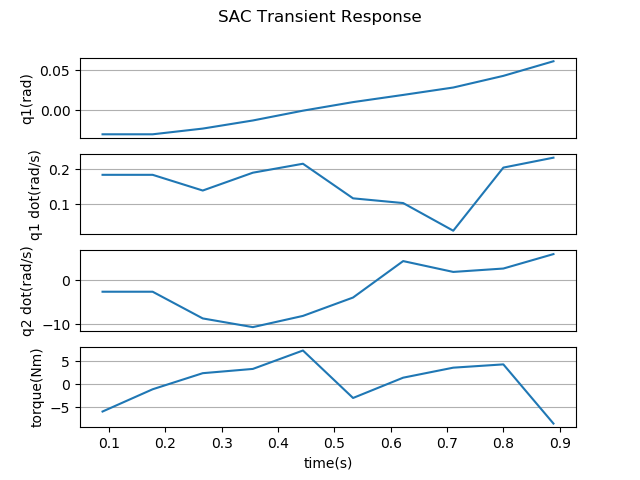 SAC Transient Response
q1(rad)
0.05
0.00
q1 dot(rad/s)
0.2
0.1
q2 dot(rad/s)
0
−10
torque(Nm)
5
0
−5
0.1 0.2 0.3 0.4 0.5 0.6 0.7 0.8 0.9
time(s)